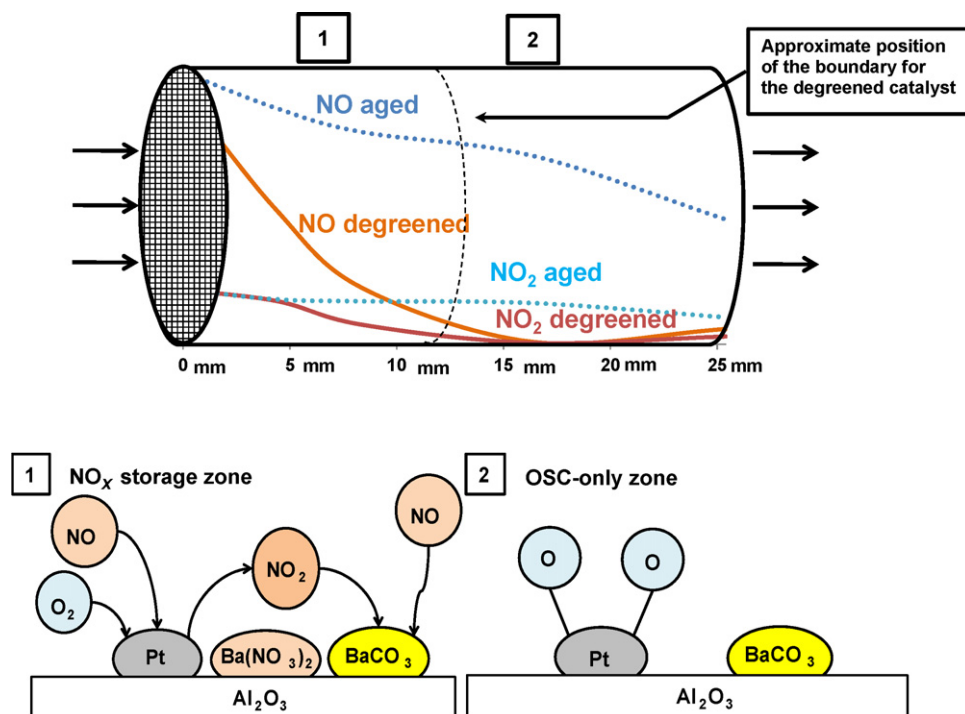 1
2
Approximate position
of the boundary for
the degreened catalyst
NO aged
NO degreened
NO₂ aged
NO₂ degreened
0 mm 5 mm 10 mm 15 mm 20 mm 25 mm
1 NOₓ storage zone
NO
O₂
NO₂
NO
Pt
Ba(NO₃)₂
BaCO₃
Al₂O₃
2 OSC-only zone
O
O
Pt
BaCO₃
Al₂O₃